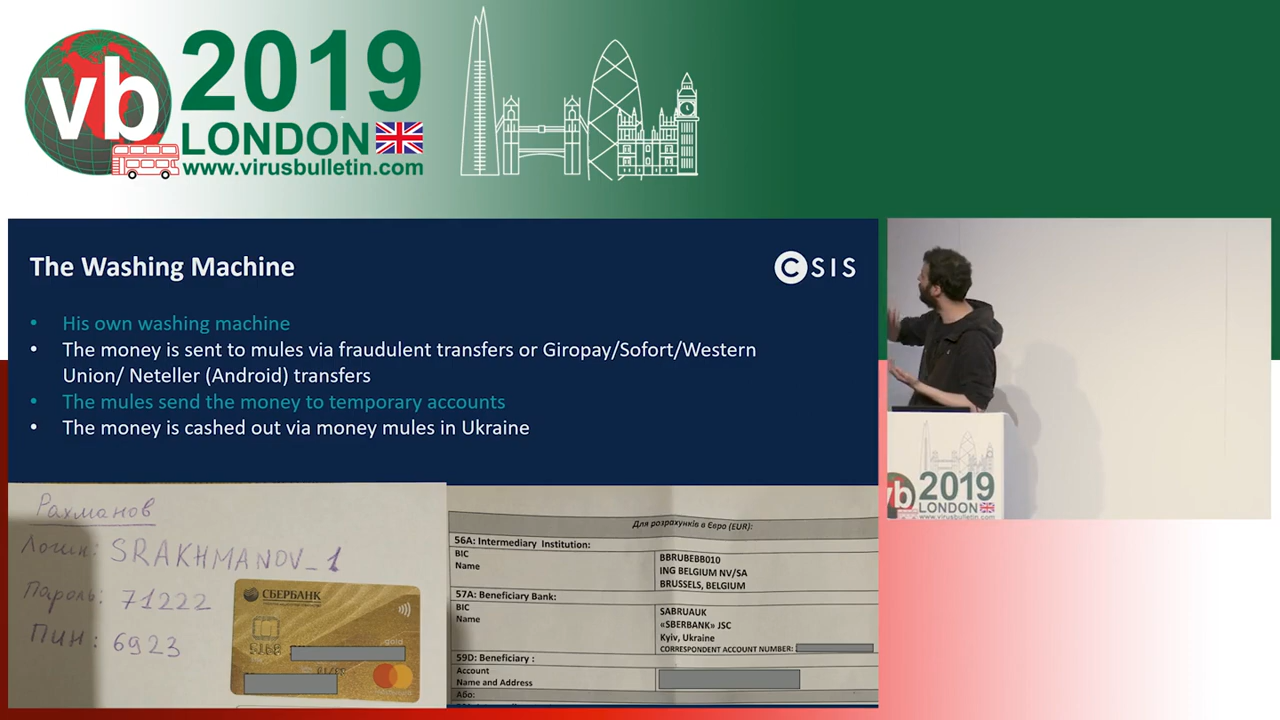 vb
2019
LONDON
www.virusbulletin.com
The Washing Machine
CSIS
• His own washing machine
• The money is sent to mules via fraudulent transfers or Giropay/Sofort/Western
Union/ Neteller (Android) transfers
• The mules send the money to temporary accounts
• The money is cashed out via money mules in Ukraine
Рахманов
Логин: SRAKHMANOV_1
Пароль: 71222
Пин: 6923
СБЕРБАНК
gold
Для розрахунків в Євро (EUR):
56A: Intermediary Institution:
BIC BBRUBEBB010
Name ING BELGIUM NV/SA
BRUSSELS, BELGIUM
57A: Beneficiary Bank:
BIC SABRUAUK
Name «SBERBANK» JSC
Kyiv, Ukraine
CORRESPONDENT ACCOUNT NUMBER:
59D: Beneficiary :
Account
Name and Address
Або:
vb
2019
LONDON
www.virusbulletin.com